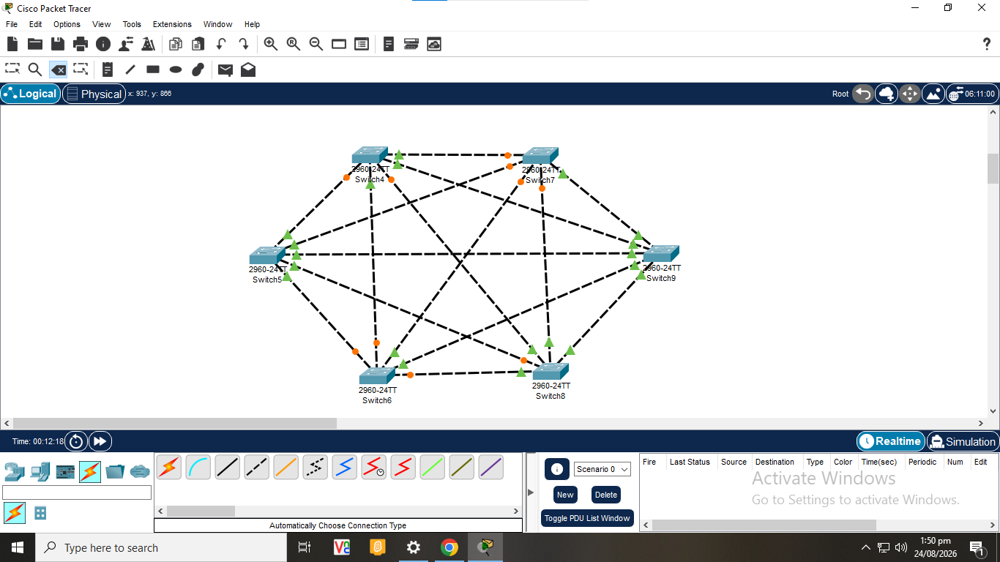 Cisco Packet Tracer
File Edit Options View Tools Extensions Window Help
Logical Physical x: 937, y: 866 Root 06:11:00
2960-24TT
Switch4
2960-24TT
Switch7
2960-24TT
Switch5
2960-24TT
Switch9
2960-24TT
Switch6
2960-24TT
Switch8
Time: 00:12:18 Realtime Simulation
Scenario 0
New Delete
Toggle PDU List Window
Fire Last Status Source Destination Type Color Time(sec) Periodic Num Edit
Activate Windows
Go to Settings to activate Windows.
Automatically Choose Connection Type
Type here to search
1:50 pm
24/08/2026
1